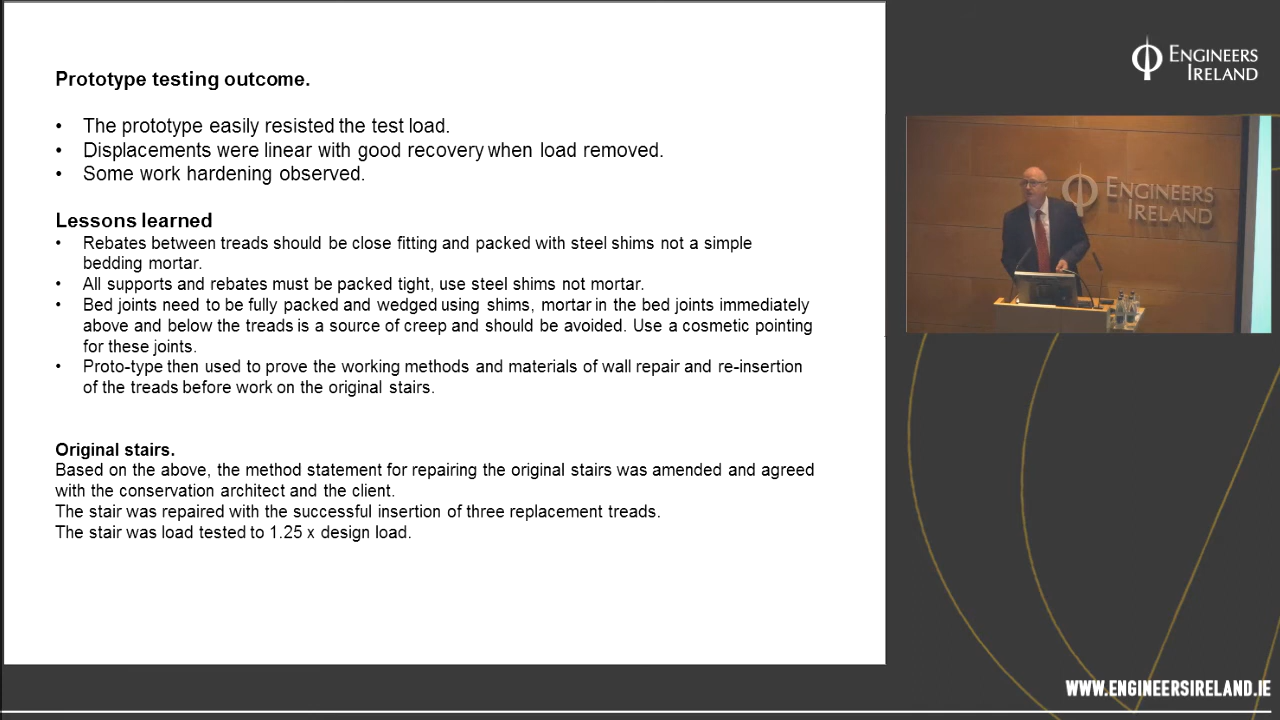 Prototype testing outcome.
• The prototype easily resisted the test load.
• Displacements were linear with good recovery when load removed.
• Some work hardening observed.
Lessons learned
• Rebates between treads should be close fitting and packed with steel shims not a simple
bedding mortar.
• All supports and rebates must be packed tight, use steel shims not mortar.
• Bed joints need to be fully packed and wedged using shims, mortar in the bed joints immediately
above and below the treads is a source of creep and should be avoided. Use a cosmetic pointing
for these joints.
• Proto-type then used to prove the working methods and materials of wall repair and re-insertion
of the treads before work on the original stairs.
Original stairs.
Based on the above, the method statement for repairing the original stairs was amended and agreed
with the conservation architect and the client.
The stair was repaired with the successful insertion of three replacement treads.
The stair was load tested to 1.25 x design load.
ENGINEERS
IRELAND
ENGINEERS
IRELAND
WWW.ENGINEERSIRELAND.IE